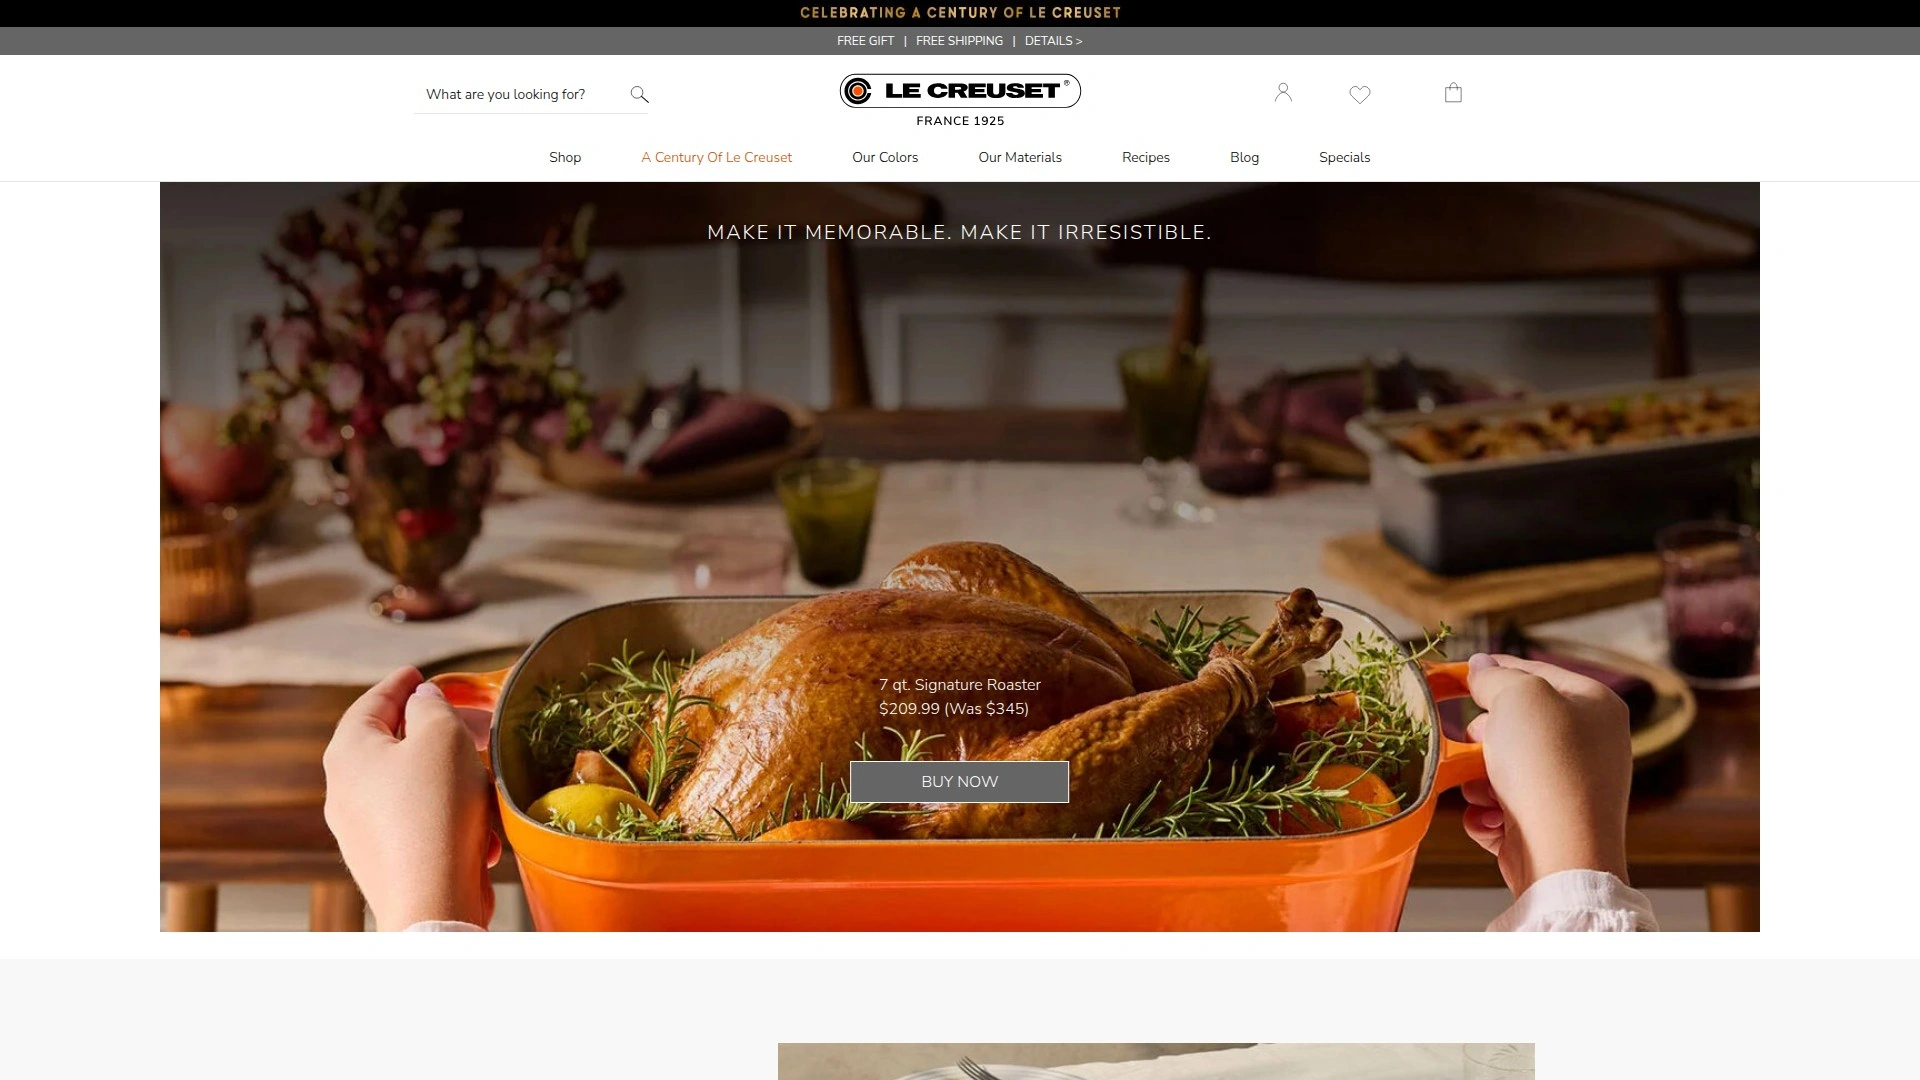 CELEBRATING A CENTURY OF LE CREUSET
FREE GIFT | FREE SHIPPING | DETAILS >
What are you looking for?
LE CREUSET®
FRANCE 1925
Shop A Century Of Le Creuset Our Colors Our Materials Recipes Blog Specials
MAKE IT MEMORABLE. MAKE IT IRRESISTIBLE.
7 qt. Signature Roaster
$209.99 (Was $345)
BUY NOW